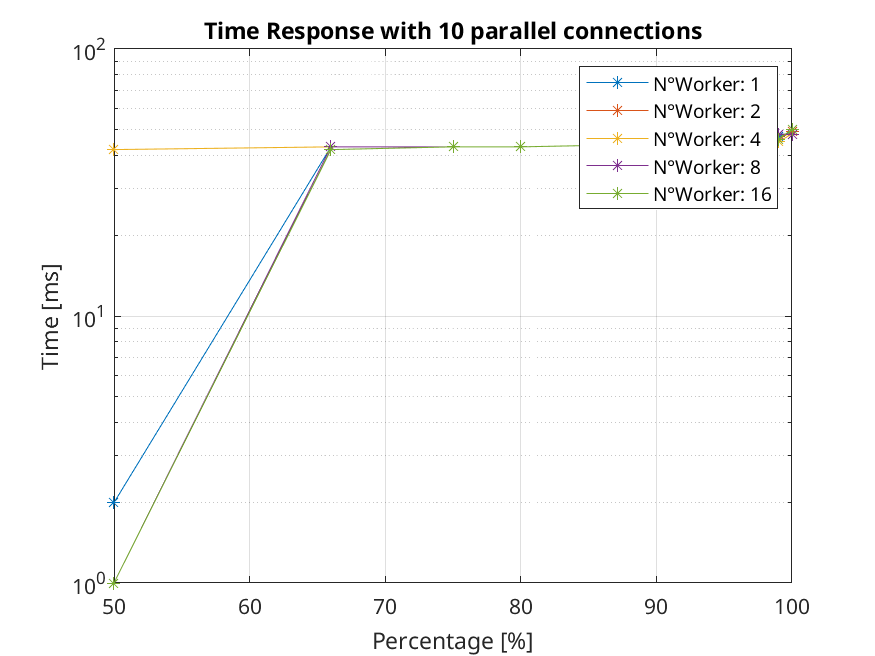 Time Response with 10 parallel connections
10^2
10^1
10^0
Time [ms]
N°Worker: 1
N°Worker: 2
N°Worker: 4
N°Worker: 8
N°Worker: 16
50 60 70 80 90 100
Percentage [%]